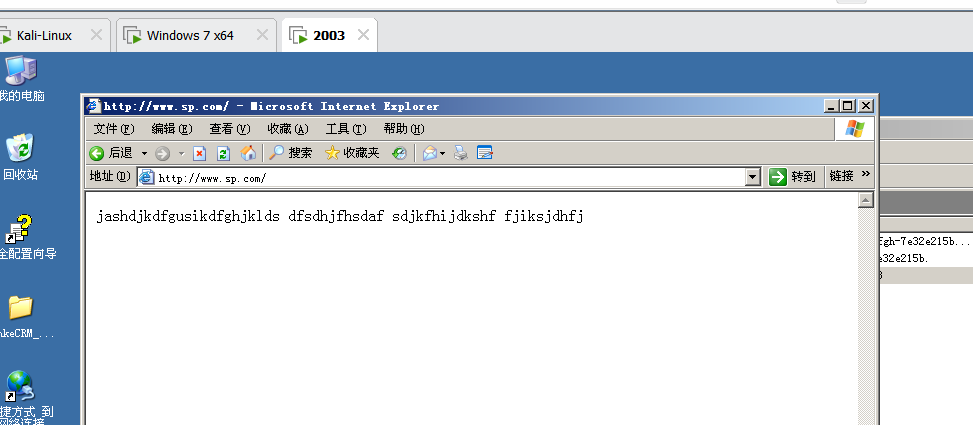 Kali-Linux
Windows 7 x64
2003
我的电脑
http://www.sp.com/ - Microsoft Internet Explorer
文件(F) 编辑(E) 查看(V) 收藏(A) 工具(T) 帮助(H)
后退 搜索 收藏夹
地址(D) http://www.sp.com/ 转到 链接 »
回收站
jashdjkdfgusikdfghjklds dfsdhjfhsdaf sdjkfhijdkshf fjiksjdhfj
fgh-7e32e215b...
e32e215b.
全配置向导
nkeCRM_...
捷方式 到
网络连接